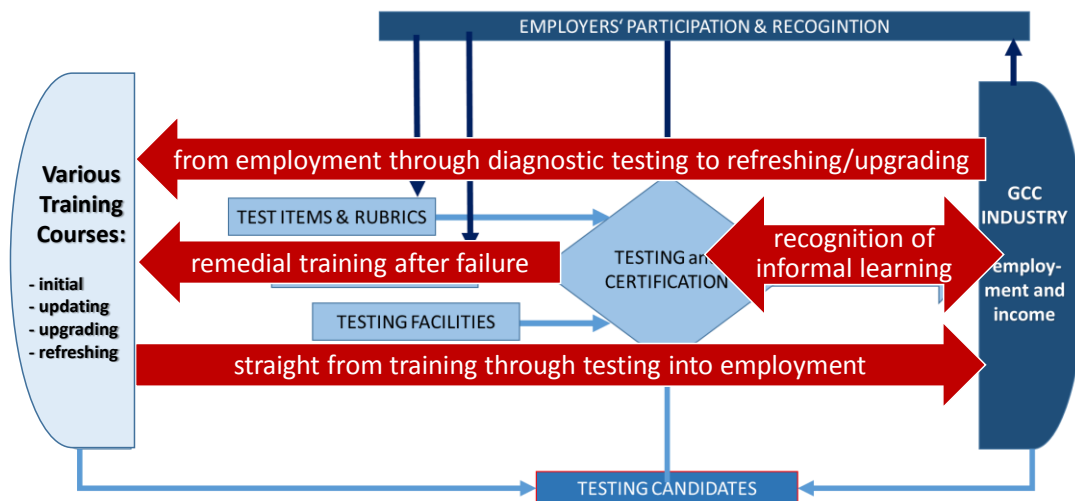 EMPLOYERS' PARTICIPATION & RECOGINTION
from employment through diagnostic testing to refreshing/upgrading
Various
Training
Courses:
- initial
- updating
- upgrading
- refreshing
TEST ITEMS & RUBRICS
remedial training after failure
TESTING FACILITIES
TESTING an
CERTIFICATION
recognition of
informal learning
GCC
INDUSTRY
employ-
ment and
income
straight from training through testing into employment
TESTING CANDIDATES